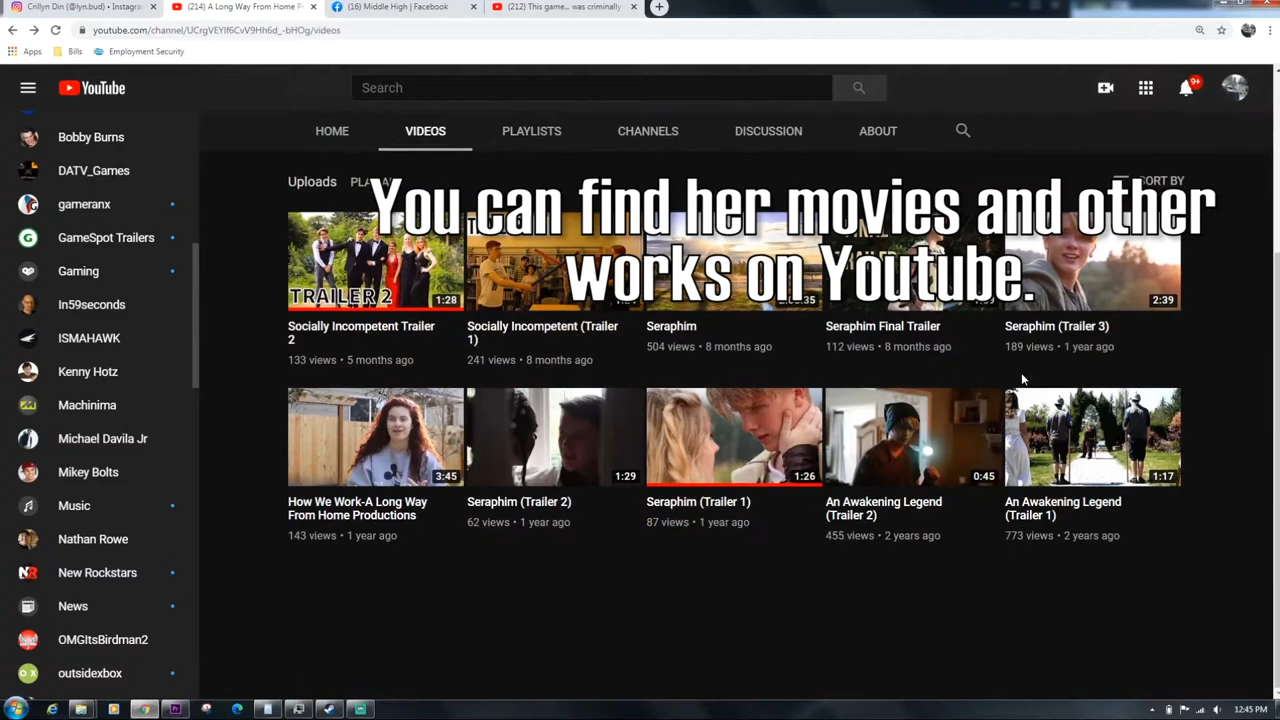 Crillyn Din (@lyn.bud) • Instagra
(214) A Long Way From Home P
(16) Middle High | Facebook
(212) This game... was criminally
youtube.com/channel/UCrgVEYIf6CvV9Hh6d_-bHOg/videos
Apps Bills Employment Security
YouTube
Search
9+
HOME VIDEOS PLAYLISTS CHANNELS DISCUSSION ABOUT
Uploads SORT BY
You can find her movies and other
works on Youtube.
Bobby Burns
DATV_Games
gameranx
GameSpot Trailers
Gaming
In59seconds
ISMAHAWK
Kenny Hotz
Machinima
Michael Davila Jr
Mikey Bolts
Music
Nathan Rowe
New Rockstars
News
OMGItsBirdman2
outsidexbox
TRAILER 2
1:28
Socially Incompetent Trailer
2
133 views • 5 months ago
Socially Incompetent (Trailer
1)
241 views • 8 months ago
Seraphim
504 views • 8 months ago
Seraphim Final Trailer
112 views • 8 months ago
2:39
Seraphim (Trailer 3)
189 views • 1 year ago
3:45
How We Work-A Long Way
From Home Productions
143 views • 1 year ago
1:29
Seraphim (Trailer 2)
62 views • 1 year ago
1:26
Seraphim (Trailer 1)
87 views • 1 year ago
0:45
An Awakening Legend
(Trailer 2)
455 views • 2 years ago
1:17
An Awakening Legend
(Trailer 1)
773 views • 2 years ago
12:45 PM